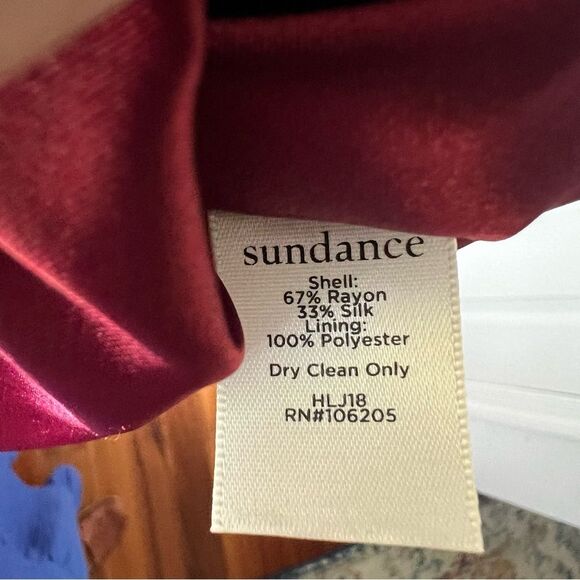 sundance
Shell:
67% Rayon
33% Silk
Lining:
100% Polyester
Dry Clean Only
HLJ18
RN#106205